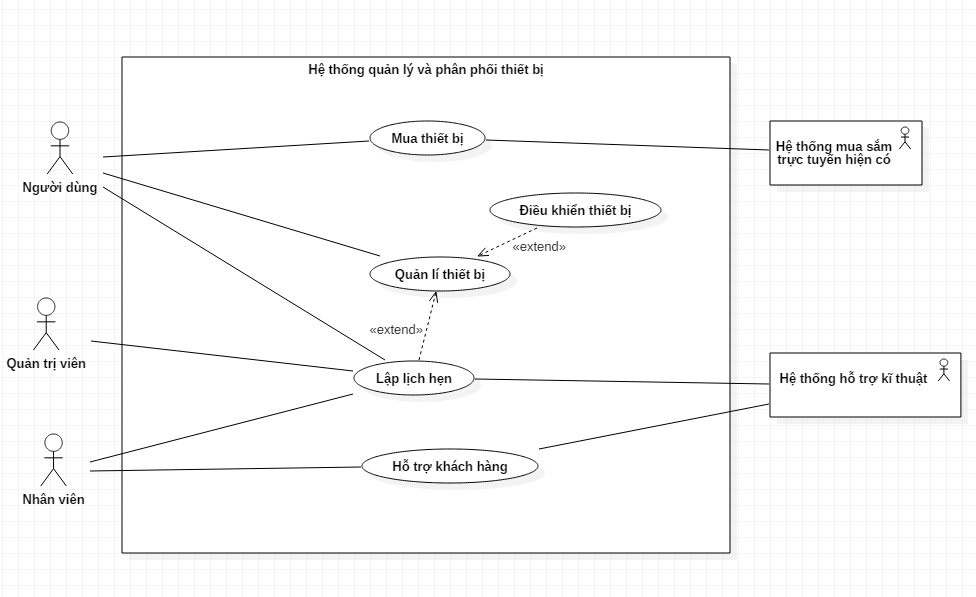 Hệ thống quản lý và phân phối thiết bị
Mua thiết bị
Hệ thống mua sắm
trực tuyến hiện có
Người dùng
Điều khiển thiết bị
«extend»
Quản lí thiết bị
«extend»
Quản trị viên
Lập lịch hẹn
Hệ thống hỗ trợ kĩ thuật
Hỗ trợ khách hàng
Nhân viên